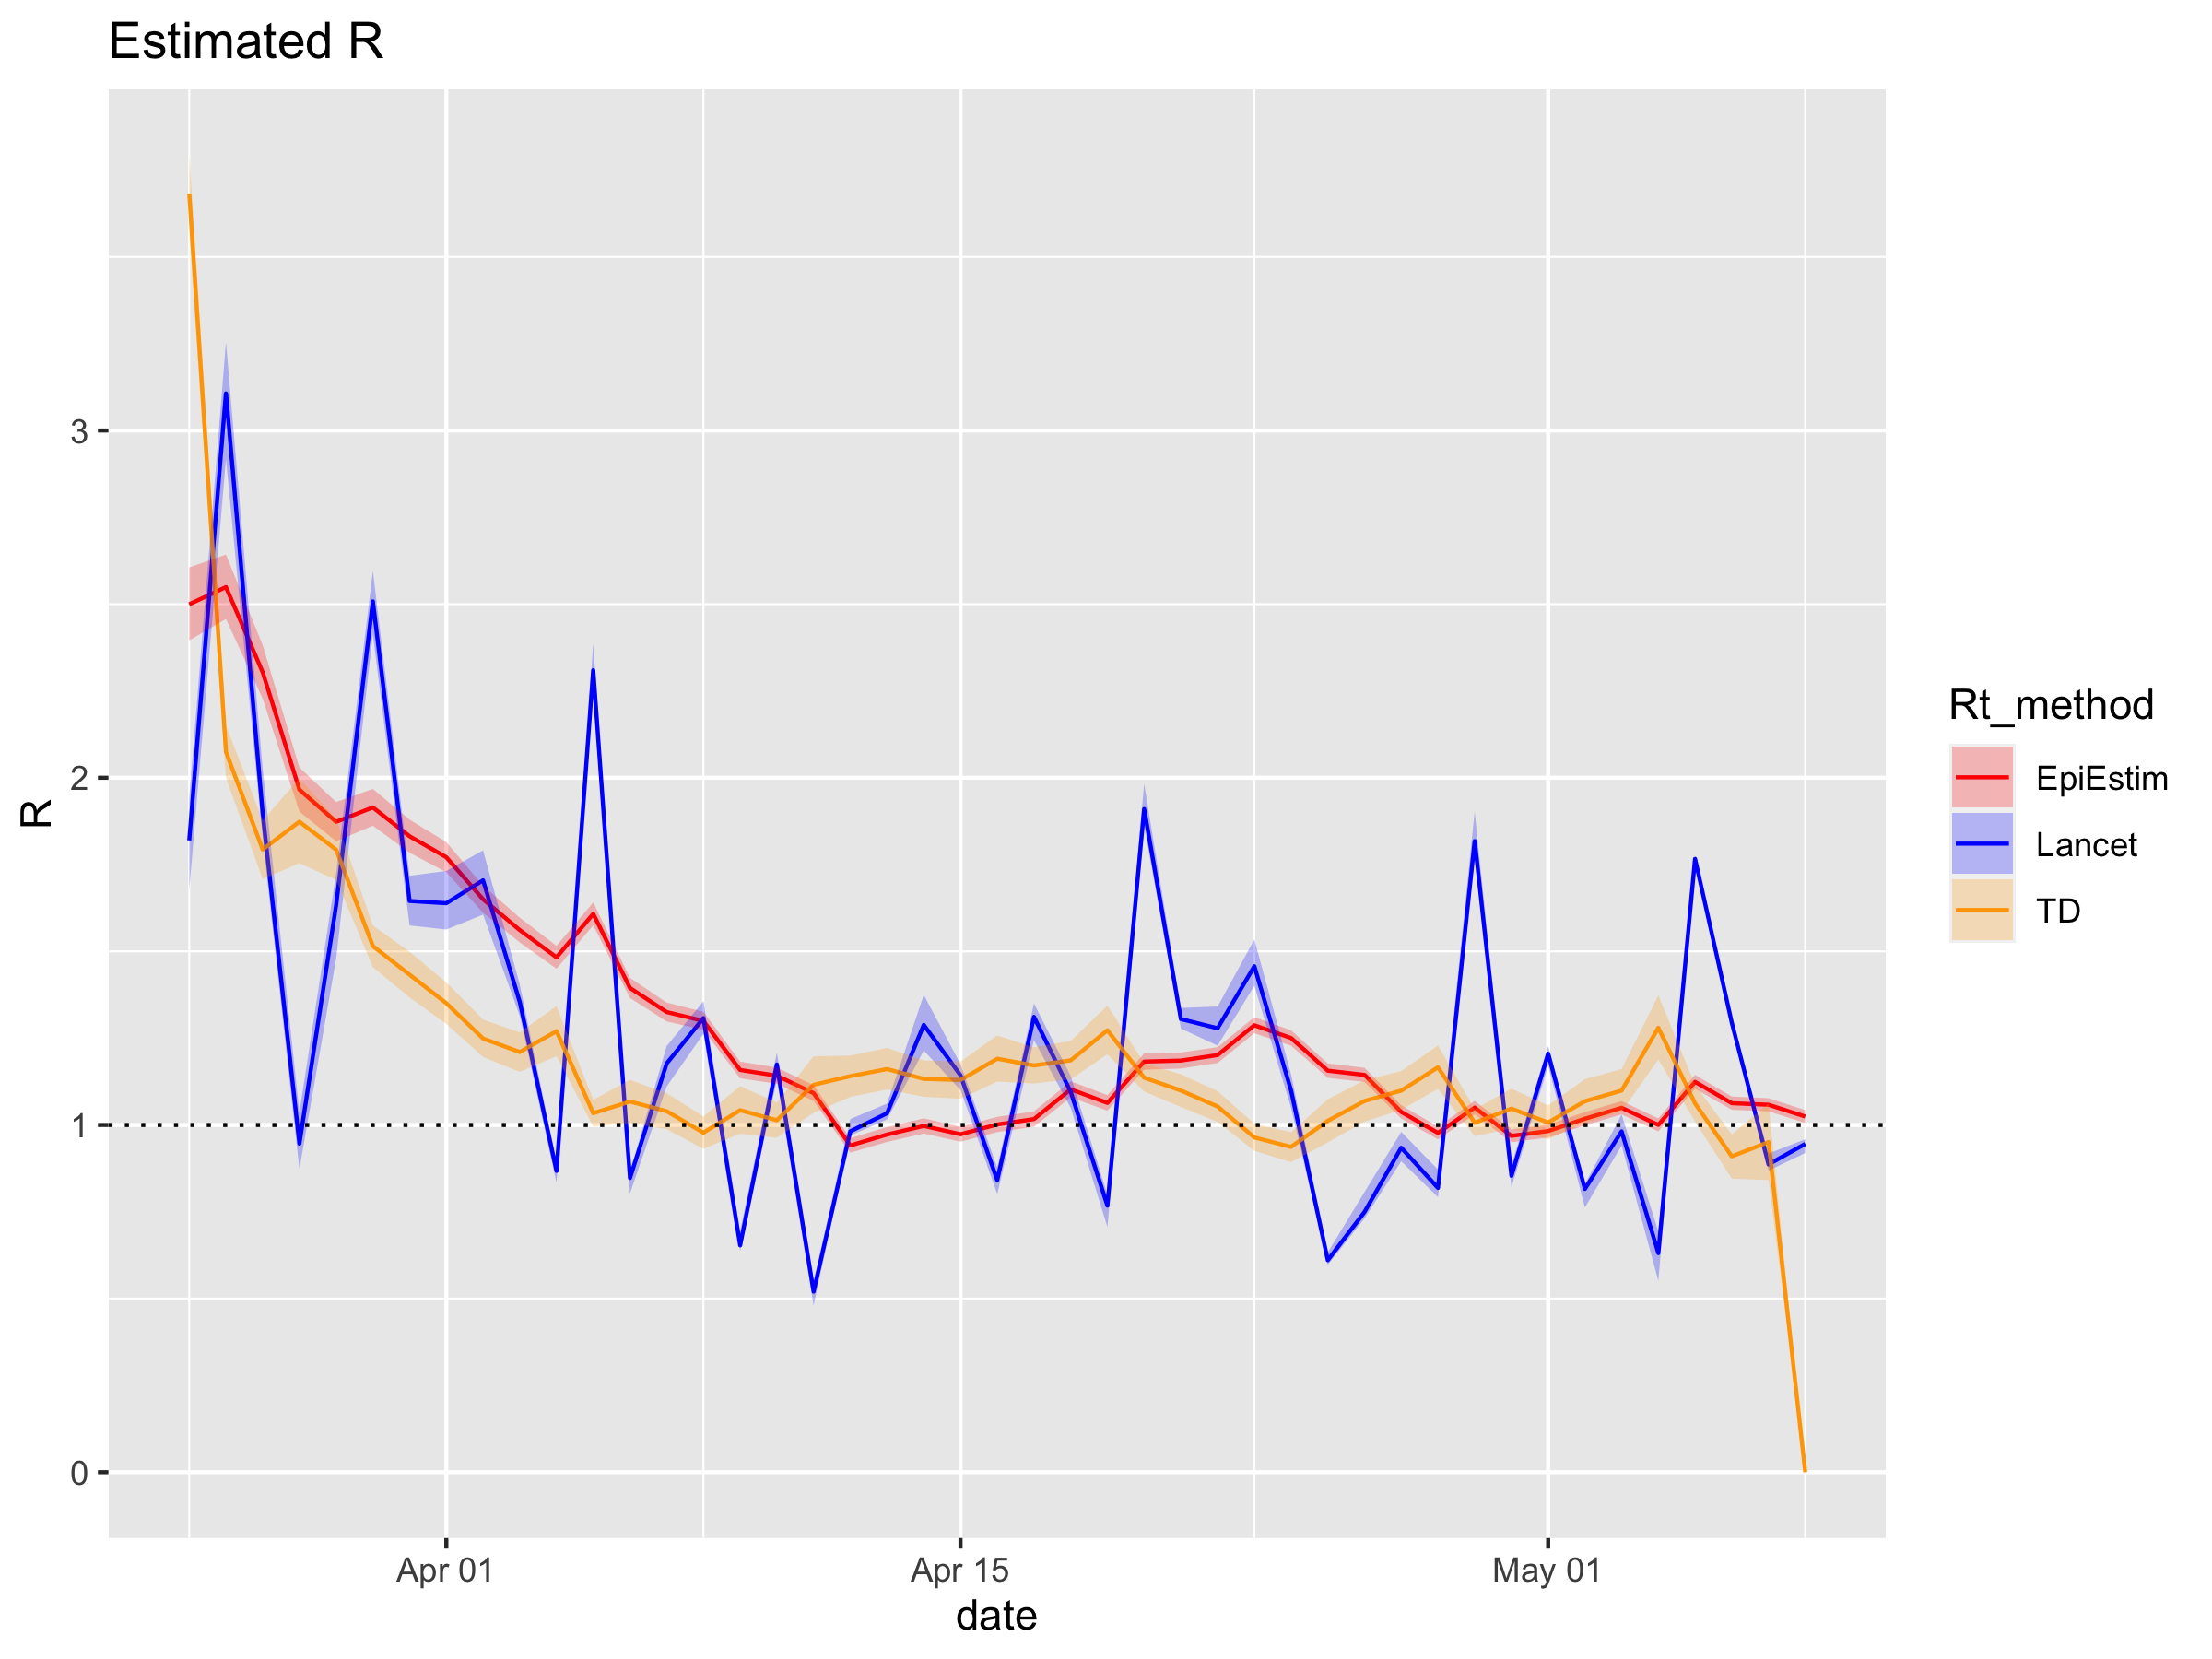 Estimated R
3
2
1
0
R
Apr 01
Apr 15
May 01
date
Rt_method
EpiEstim
Lancet
TD